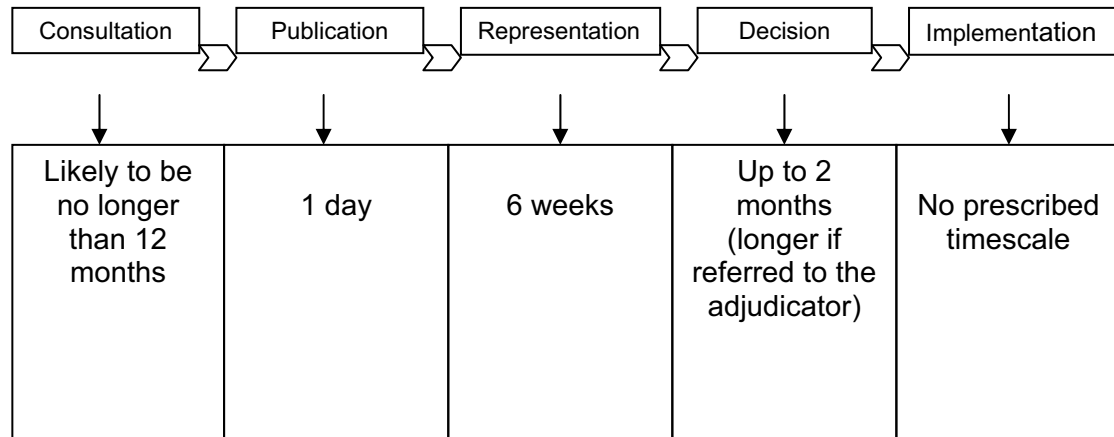 Consultation
Publication
Representation
Decision
Implementation
Likely to be
no longer
than 12
months
1 day
6 weeks
Up to 2
months
(longer if
referred to the
adjudicator)
No prescribed
timescale